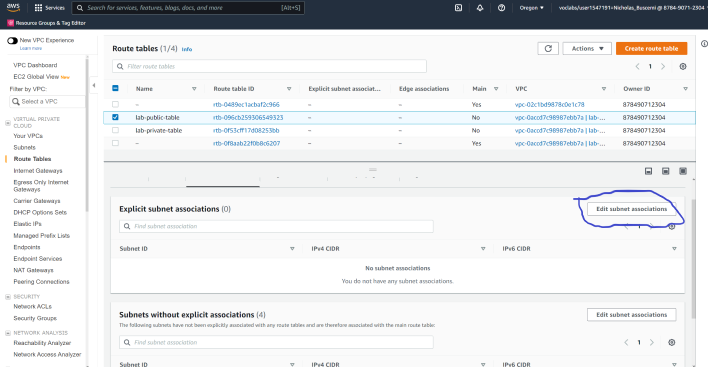 aws
Services
Search for services, features, blogs, docs, and more
[Alt+S]
Oregon
voclabs/user1547191=Nicholas_Buscemi @ 8784-9071-2304
Resource Groups & Tag Editor
New VPC Experience
Learn more
VPC Dashboard
EC2 Global View New
Filter by VPC:
Select a VPC
VIRTUAL PRIVATE CLOUD
Your VPCs
Subnets
Route Tables
Internet Gateways
Egress Only Internet Gateways
Carrier Gateways
DHCP Options Sets
Elastic IPs
Managed Prefix Lists
Endpoints
Endpoint Services
NAT Gateways
Peering Connections
SECURITY
Network ACLs
Security Groups
NETWORK ANALYSIS
Reachability Analyzer
Network Access Analyzer
Route tables (1/4) Info
Actions
Create route table
Filter route tables
1
Name Route table ID Explicit subnet associat... Edge associations Main VPC Owner ID
– rtb-0489ec1acbaf2c966 – – Yes vpc-02c1bd9878c0e1c78 878490712304
lab-public-table rtb-096cb259306549323 – – No vpc-0accd7c98987ebb7a | lab-... 878490712304
lab-private-table rtb-0f53cff17d08253bb – – No vpc-0accd7c98987ebb7a | lab-... 878490712304
– rtb-0f8aab22f0b8c6207 – – Yes vpc-0accd7c98987ebb7a | lab-... 878490712304
Explicit subnet associations (0)
Edit subnet associations
Find subnet association
1
Subnet ID IPv4 CIDR IPv6 CIDR
No subnet associations
You do not have any subnet associations.
Subnets without explicit associations (4)
Edit subnet associations
The following subnets have not been explicitly associated with any route tables and are therefore associated with the main route table:
Find subnet association
1
Subnet ID IPv4 CIDR IPv6 CIDR